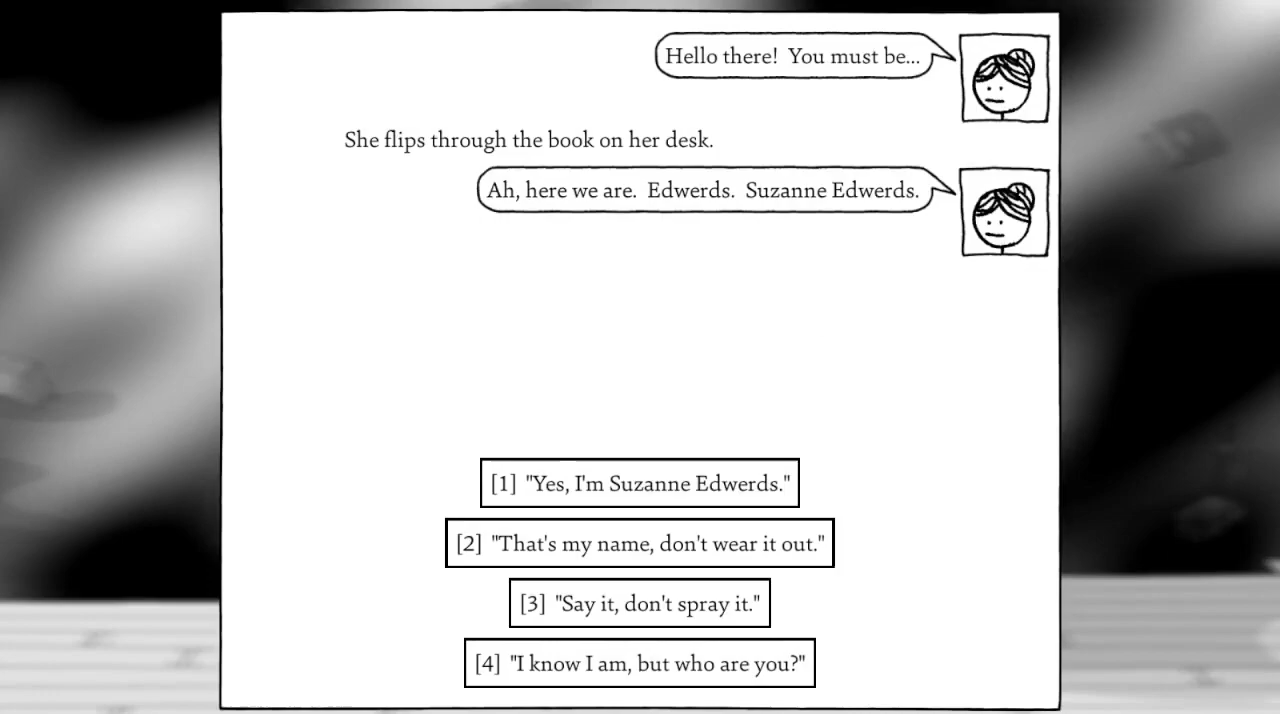 Hello there!  You must be...
She flips through the book on her desk.
Ah, here we are.  Edwerds.  Suzanne Edwerds.
[1] "Yes, I'm Suzanne Edwerds."
[2] "That's my name, don't wear it out."
[3] "Say it, don't spray it."
[4] "I know I am, but who are you?"